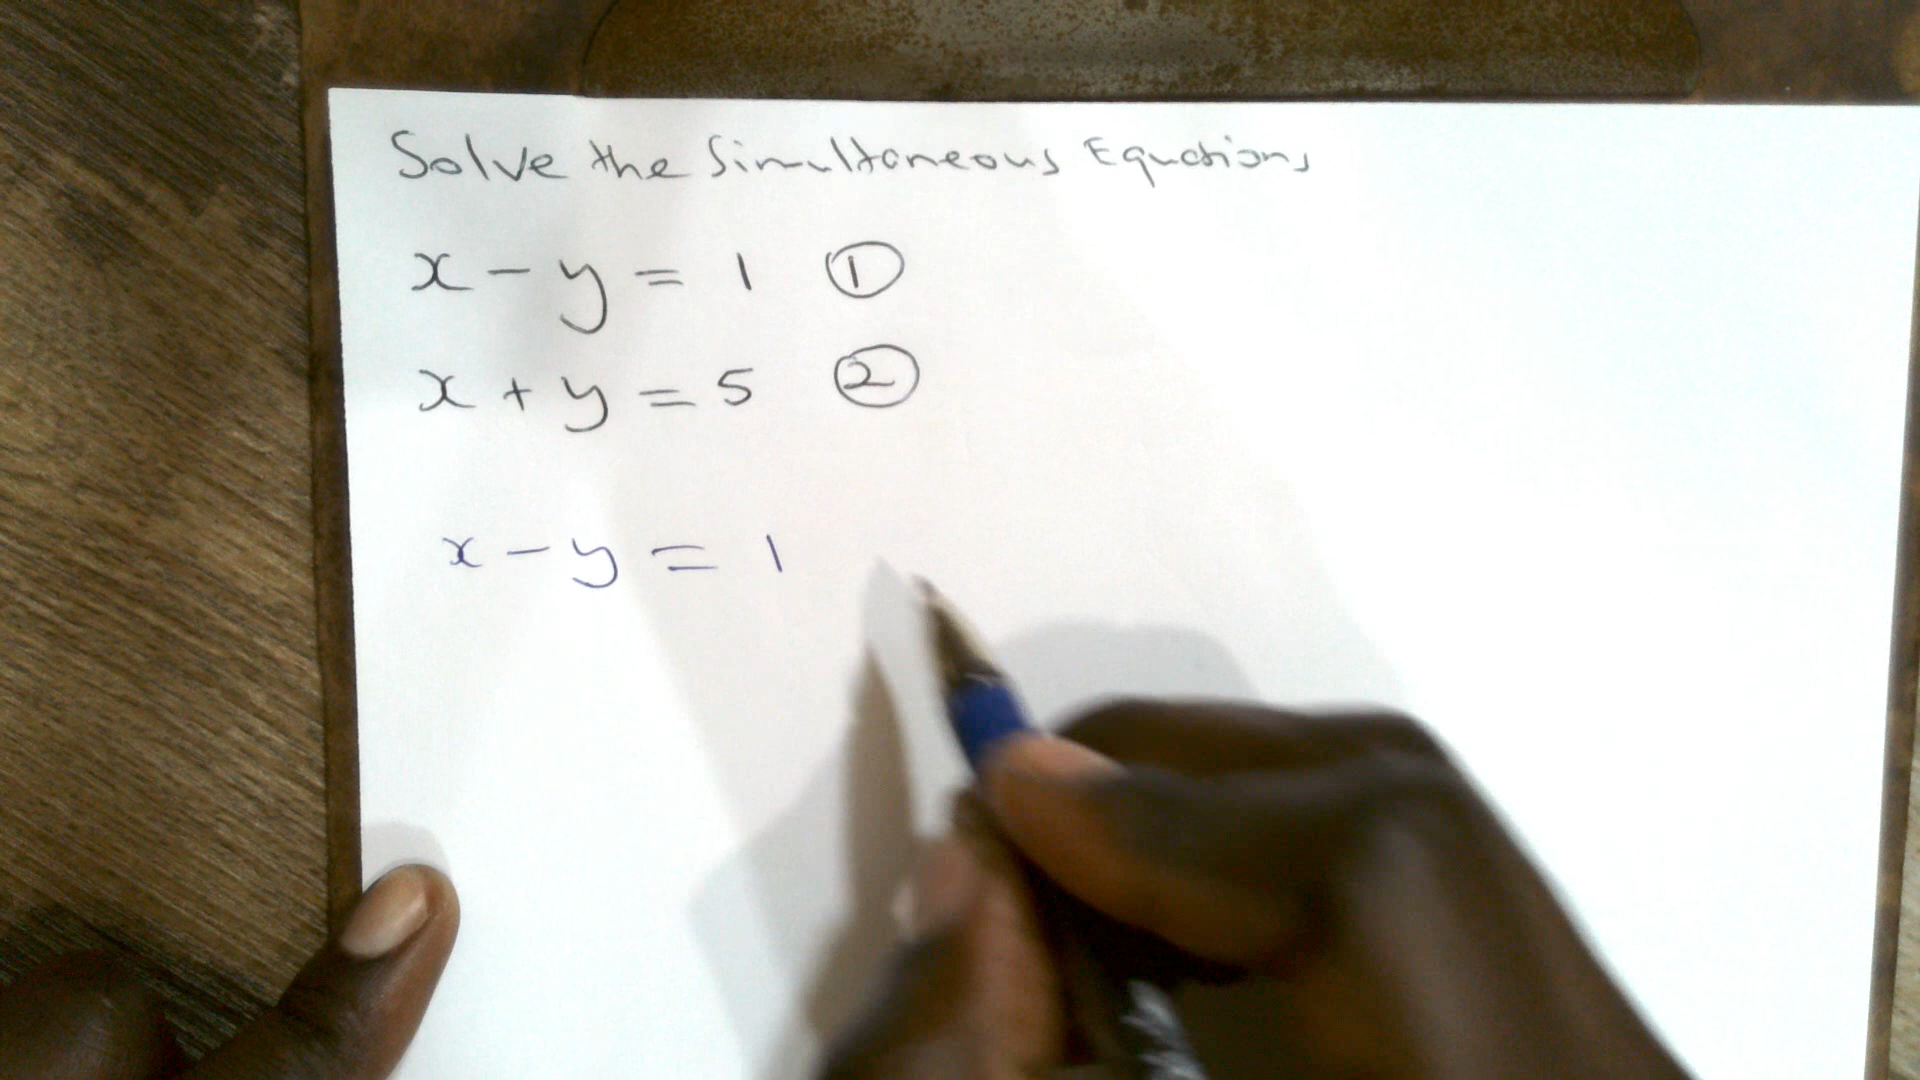 Solve the Simultaneous Equations
x - y = 1 ①
x + y = 5 ②
x - y = 1